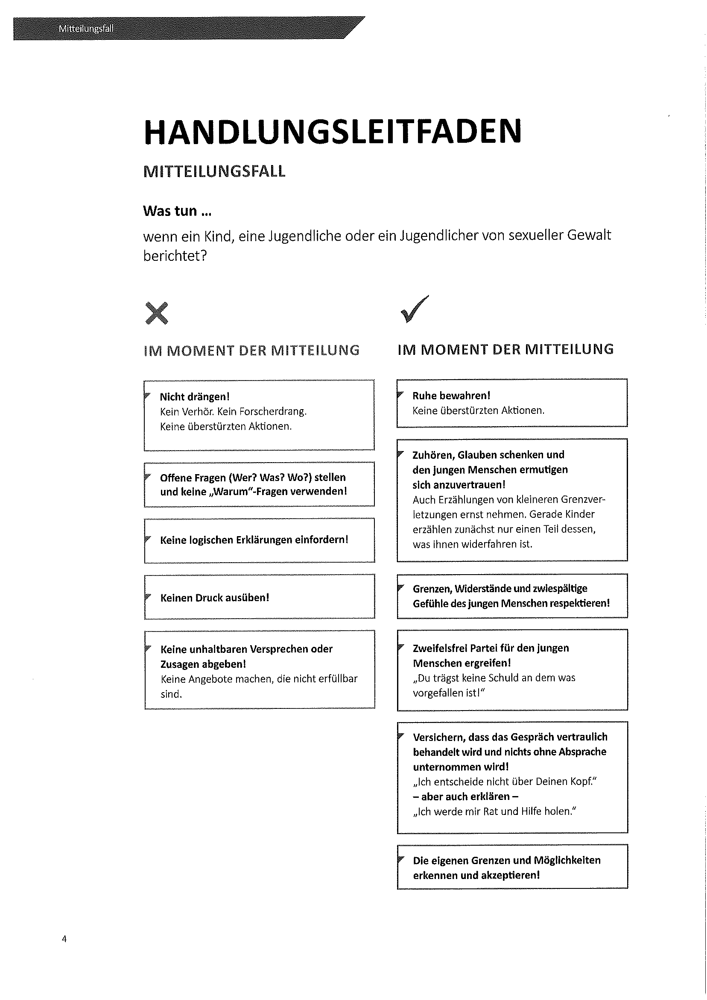 Mitteilungsfall
HANDLUNGSLEITFADEN
MITTEILUNGSFALL
Was tun ...
wenn ein Kind, eine Jugendliche oder ein Jugendlicher von sexueller Gewalt
berichtet?
IM MOMENT DER MITTEILUNG
Nicht drängen!
Kein Verhör. Kein Forscherdrang.
Keine überstürzten Aktionen.
Offene Fragen (Wer? Was? Wo?) stellen
und keine „Warum“-Fragen verwenden!
Keine logischen Erklärungen einfordern!
Keinen Druck ausüben!
Keine unhaltbaren Versprechen oder
Zusagen abgeben!
Keine Angebote machen, die nicht erfüllbar
sind.
IM MOMENT DER MITTEILUNG
Ruhe bewahren!
Keine überstürzten Aktionen.
Zuhören, Glauben schenken und
den jungen Menschen ermutigen
sich anzuvertrauen!
Auch Erzählungen von kleineren Grenzver-
letzungen ernst nehmen. Gerade Kinder
erzählen zunächst nur einen Teil dessen,
was ihnen widerfahren ist.
Grenzen, Widerstände und zwiespältige
Gefühle des jungen Menschen respektieren!
Zweifelsfrei Partei für den jungen
Menschen ergreifen!
„Du trägst keine Schuld an dem was
vorgefallen ist!“
Versichern, dass das Gespräch vertraulich
behandelt wird und nichts ohne Absprache
unternommen wird!
„Ich entscheide nicht über Deinen Kopf.“
– aber auch erklären –
„Ich werde mir Rat und Hilfe holen.“
Die eigenen Grenzen und Möglichkeiten
erkennen und akzeptieren!
4